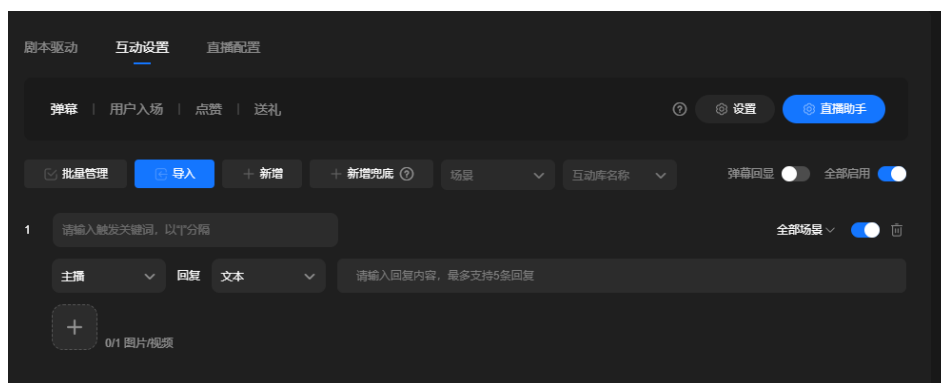 剧本驱动 互动设置 直播配置
弹幕 | 用户入场 | 点赞 | 送礼 设置 直播助手
批量管理 导入 + 新增 + 新增兜底 场景 互动库名称 弹幕回显 全部启用
1 请输入触发关键词，以"|"分隔 全部场景
主播 回复 文本 请输入回复内容，最多支持5条回复
0/1 图片/视频